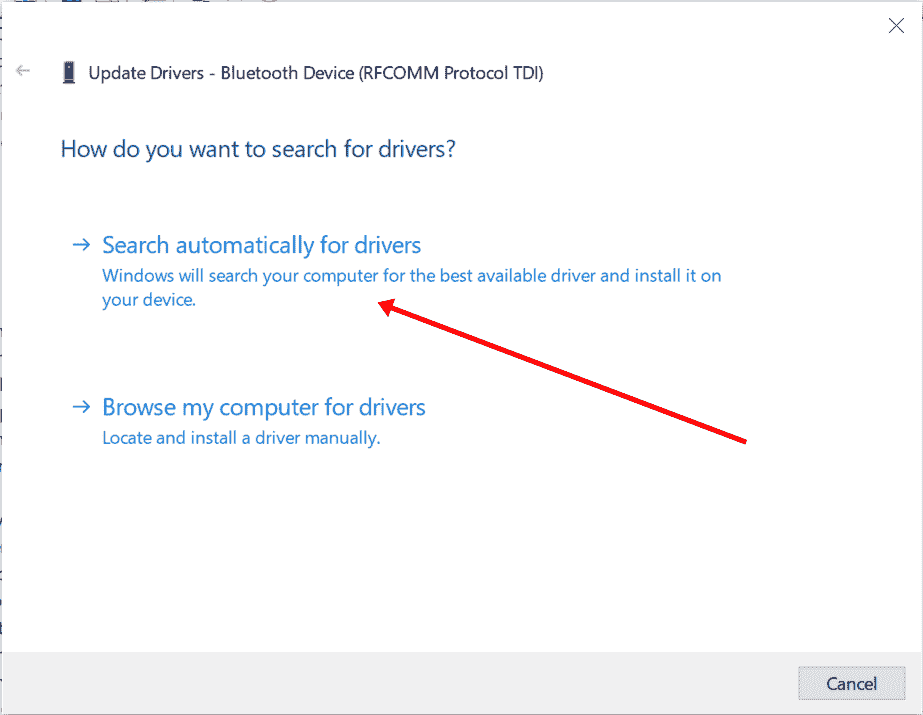 Update Drivers - Bluetooth Device (RFCOMM Protocol TDI)
How do you want to search for drivers?
Search automatically for drivers
Windows will search your computer for the best available driver and install it on
your device.
Browse my computer for drivers
Locate and install a driver manually.
Cancel